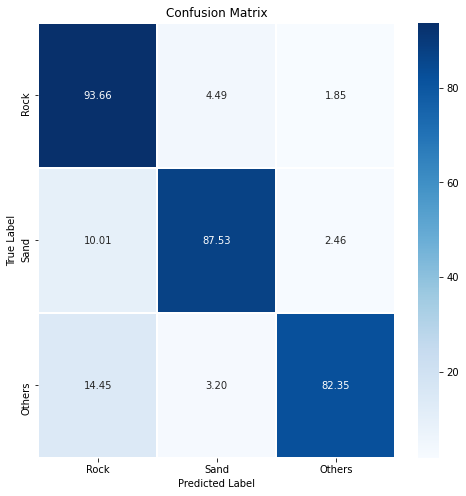 Confusion Matrix
True Label
Rock
93.66 4.49 1.85
Sand
10.01 87.53 2.46
Others
14.45 3.20 82.35
Rock Sand Others
Predicted Label
80
60
40
20